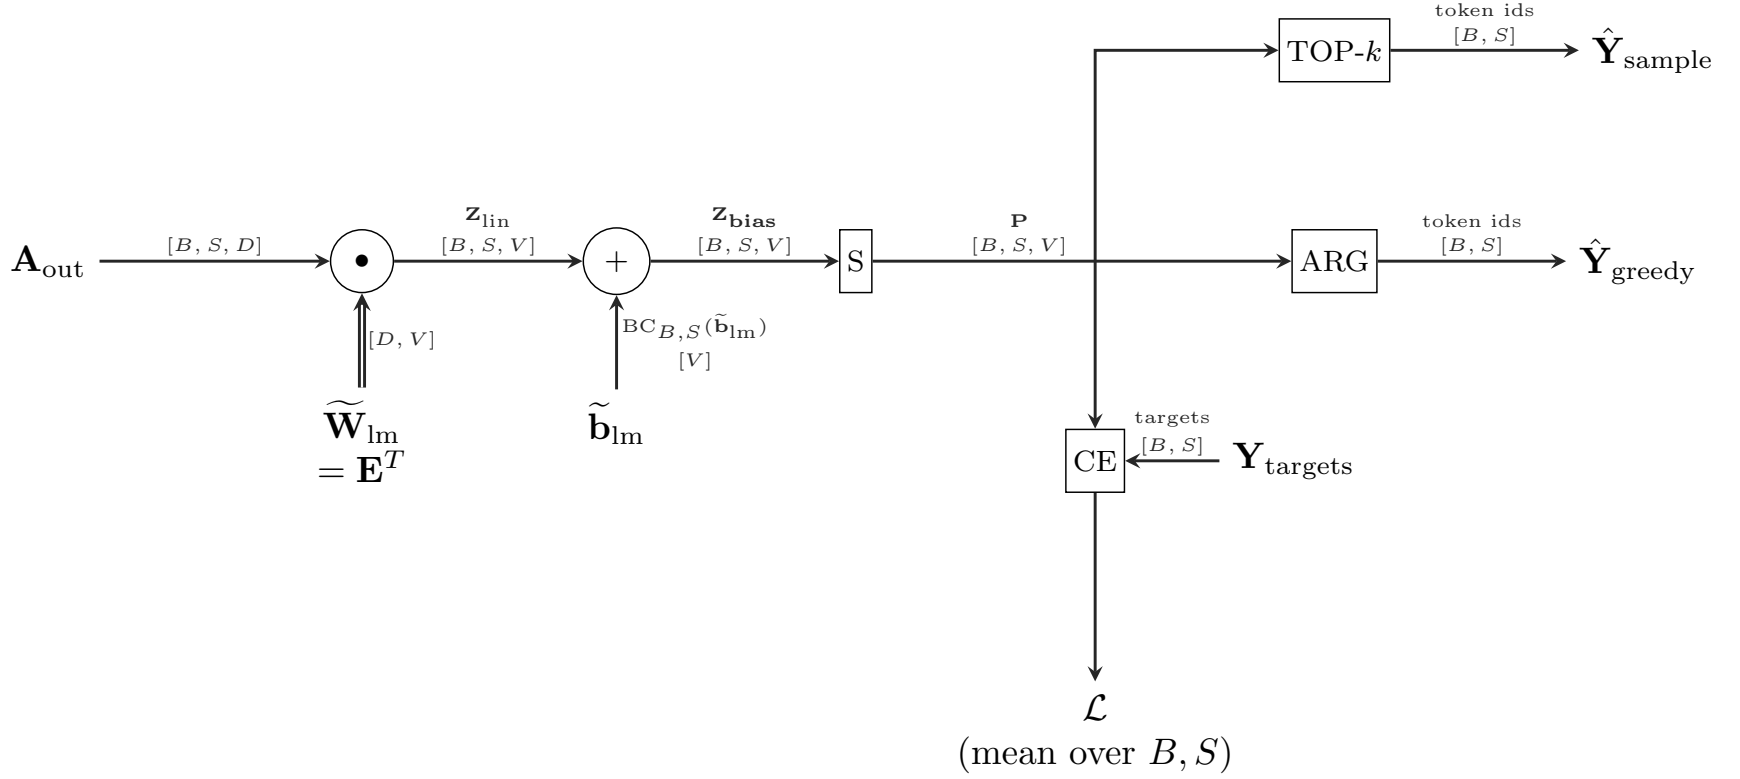 token ids
[B, S]
TOP-k
Ŷ_sample
A_out
[B, S, D]
•
z_lin
[B, S, V]
+
z_bias
[B, S, V]
S
P
[B, S, V]
ARG
token ids
[B, S]
Ŷ_greedy
[D, V]
W̃_lm
= E^T
BC_{B,S}(b̃_lm)
[V]
b̃_lm
CE
targets
[B, S]
Y_targets
ℒ
(mean over B, S)